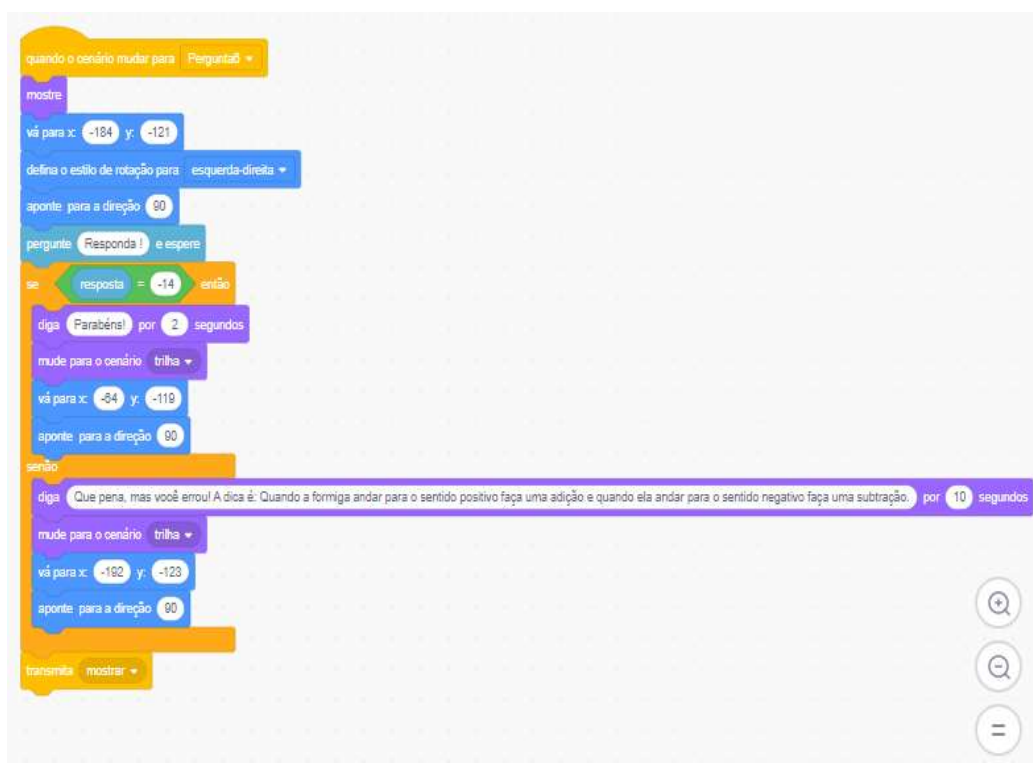 quando o cenário mudar para Pergunta5
mostre
vá para x: -184 y: -121
defina o estilo de rotação para esquerda-direita
aponte para a direção 90
pergunte Responda ! e espere
se resposta = -14 então
diga Parabéns! por 2 segundos
mude para o cenário trilha
vá para x: -64 y: -119
aponte para a direção 90
senão
diga Que pena, mas você errou! A dica é: Quando a formiga andar para o sentido positivo faça uma adição e quando ela andar para o sentido negativo faça uma subtração. por 10 segundos
mude para o cenário trilha
vá para x: -192 y: -123
aponte para a direção 90
transmita mostrar